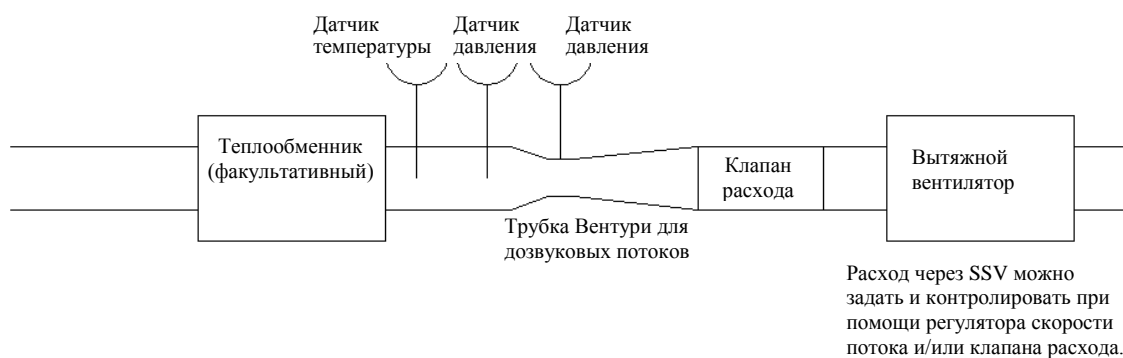 Датчик
температуры
Датчик
давления
Датчик
давления
Теплообменник
(факультативный)
Клапан
расхода
Вытяжной
вентилятор
Трубка Вентури для
дозвуковых потоков
Расход через SSV можно
задать и контролировать при
помощи регулятора скорости
потока и/или клапана расхода.